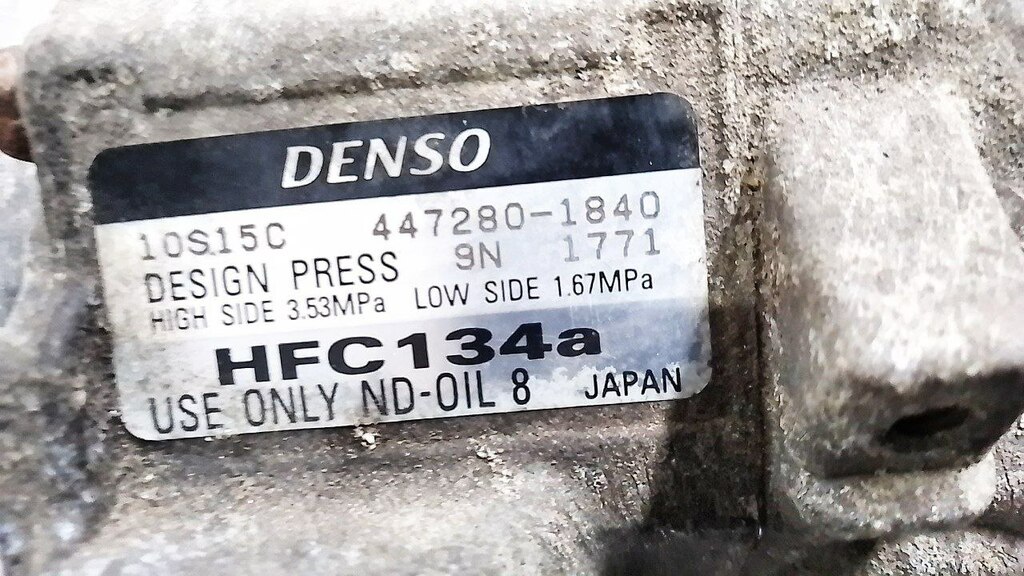 DENSO
10S15C 447280-1840
9N 1771
DESIGN PRESS
HIGH SIDE 3.53MPa LOW SIDE 1.67MPa
HFC134a
USE ONLY ND-OIL 8 JAPAN